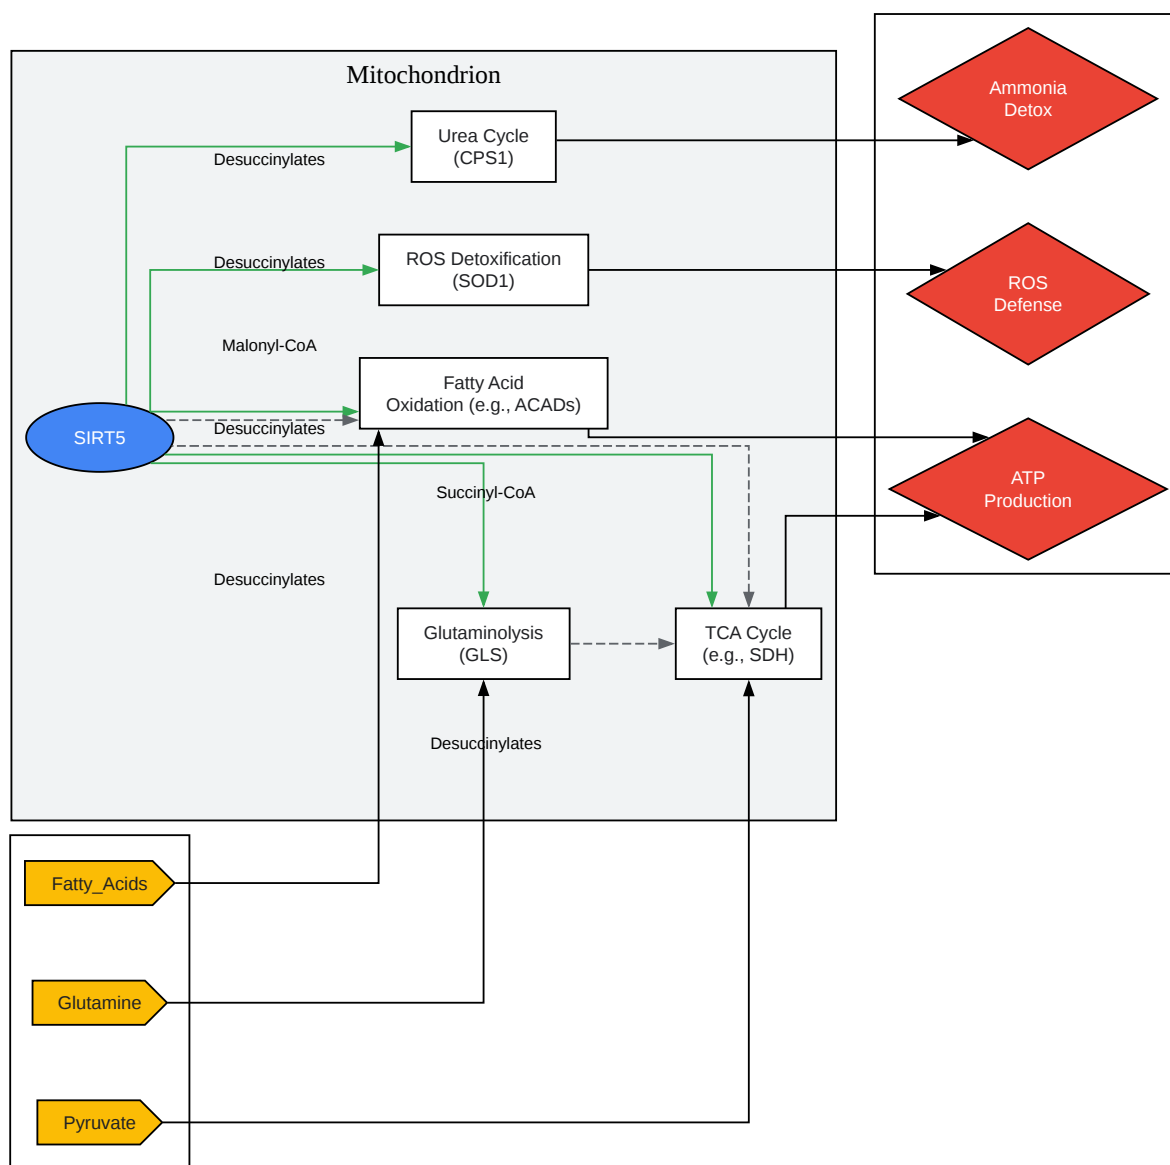 Mitochondrion
Ammonia
Detox
Urea Cycle
(CPS1)
Desuccinylates
Desuccinylates
ROS Detoxification
(SOD1)
ROS
Defense
Malonyl-CoA
Fatty Acid
Oxidation (e.g., ACADs)
Desuccinylates
SIRT5
ATP
Production
Succinyl-CoA
Desuccinylates
Glutaminolysis
(GLS)
TCA Cycle
(e.g., SDH)
Desuccinylates
Fatty_Acids
Glutamine
Pyruvate